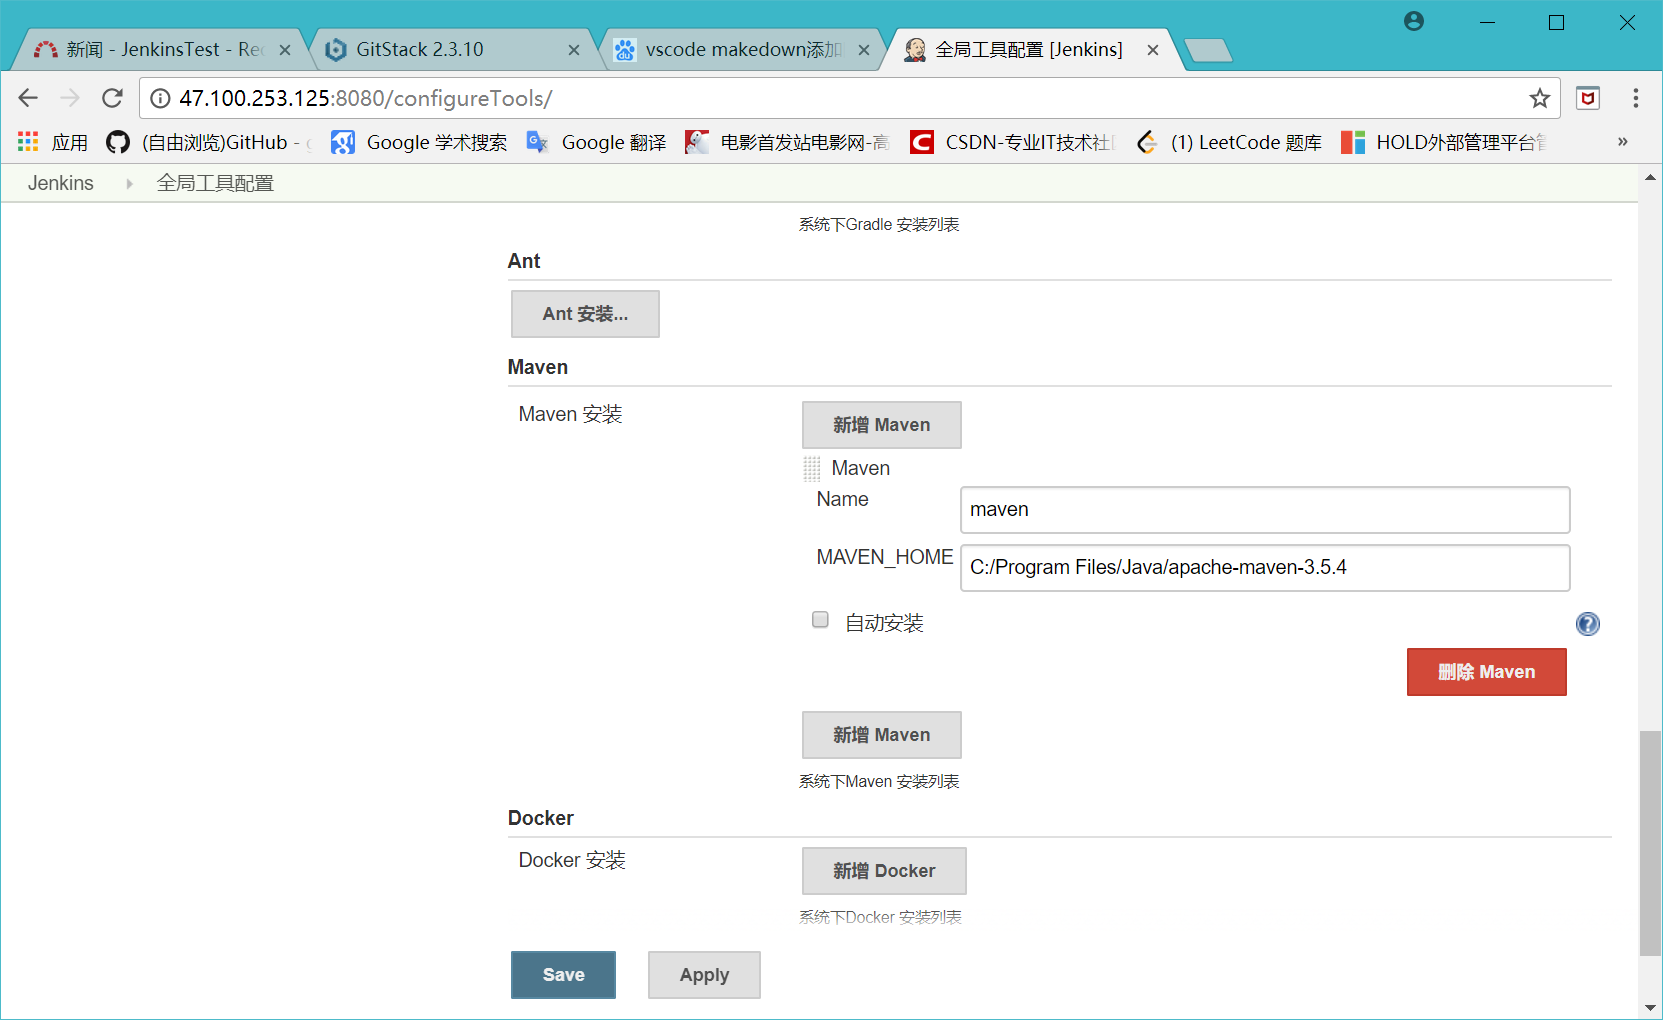 新闻 - JenkinsTest - Re
GitStack 2.3.10
vscode makedown添加
全局工具配置 [Jenkins]
47.100.253.125:8080/configureTools/
应用
(自由浏览)GitHub -
Google 学术搜索
Google 翻译
电影首发站电影网-高
CSDN-专业IT技术社
(1) LeetCode 题库
HOLD外部管理平台
»
Jenkins
全局工具配置
系统下Gradle 安装列表
Ant
Ant 安装...
Maven
Maven 安装
新增 Maven
Maven
Name
maven
MAVEN_HOME
C:/Program Files/Java/apache-maven-3.5.4
自动安装
删除 Maven
新增 Maven
系统下Maven 安装列表
Docker
Docker 安装
新增 Docker
系统下Docker 安装列表
Save
Apply